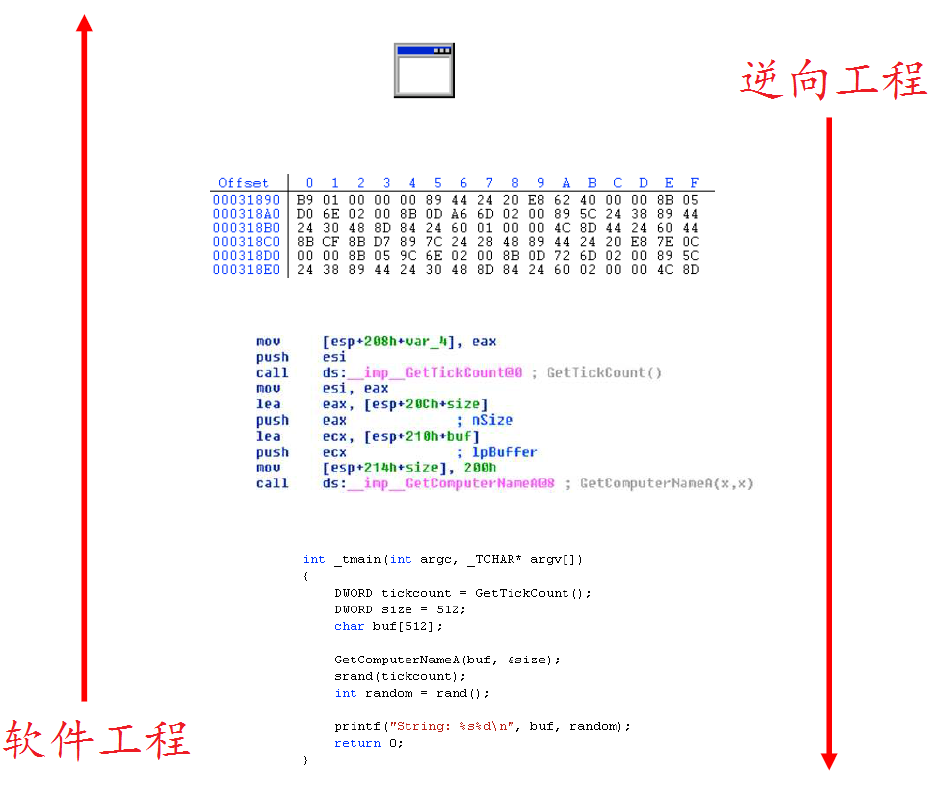 逆向工程
Offset 0 1 2 3 4 5 6 7 8 9 A B C D E F
00031890 B9 01 00 00 00 89 44 24 20 E8 62 40 00 00 8B 05
000318A0 D0 6E 02 00 8B 0D A6 6D 02 00 89 5C 24 38 89 44
000318B0 24 30 48 8D 84 24 60 01 00 00 4C 8D 44 24 60 44
000318C0 8B CF 8B D7 89 7C 24 28 48 89 44 24 20 E8 7E 0C
000318D0 00 00 8B 05 9C 6E 02 00 8B 0D 72 6D 02 00 89 5C
000318E0 24 38 89 44 24 30 48 8D 84 24 60 02 00 00 4C 8D
mov [esp+208h+var_4], eax
push esi
call ds:__imp__GetTickCount@0 ; GetTickCount()
mov esi, eax
lea eax, [esp+20Ch+size]
push eax ; nSize
lea ecx, [esp+210h+buf]
push ecx ; lpBuffer
mov [esp+214h+size], 200h
call ds:__imp__GetComputerNameA@8 ; GetComputerNameA(x,x)
int _tmain(int argc, _TCHAR* argv[])
{
DWORD tickcount = GetTickCount();
DWORD size = 512;
char buf[512];
GetComputerNameA(buf, &size);
srand(tickcount);
int random = rand();
printf("String: %s%d\n", buf, random);
return 0;
}
软件工程